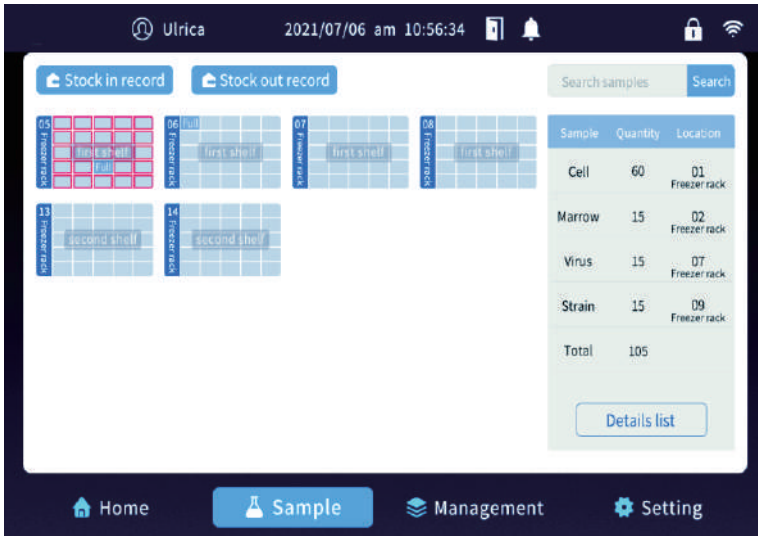 Ulrica 2021/07/06 am 10:56:34
Stock in record Stock out record
Search samples Search
05 Freezer rack first shelf Full
06 Freezer rack Full first shelf
07 Freezer rack first shelf
08 Freezer rack first shelf
13 Freezer rack second shelf
14 Freezer rack second shelf
Sample Quantity Location
Cell 60 01 Freezer rack
Marrow 15 02 Freezer rack
Virus 15 07 Freezer rack
Strain 15 09 Freezer rack
Total 105
Details list
Home Sample Management Setting